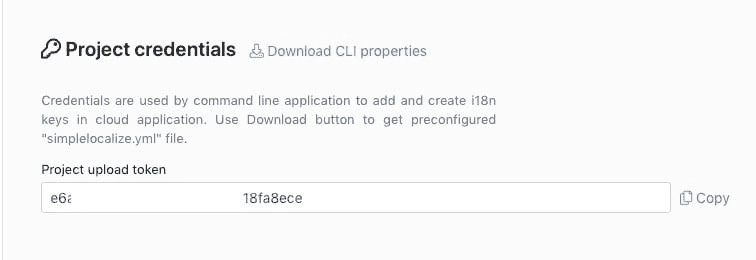 Project credentials Download CLI properties
Credentials are used by command line application to add and create i18n
keys in cloud application. Use Download button to get preconfigured
"simplelocalize.yml" file.
Project upload token
e6a 18fa8ece Copy